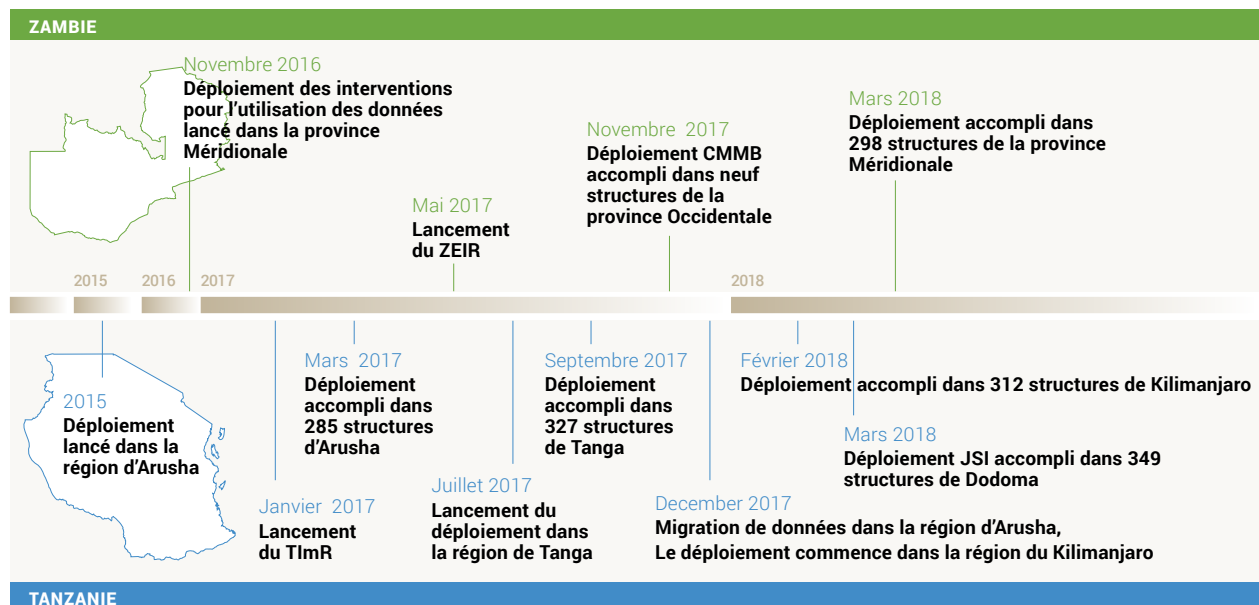 ZAMBIE
Novembre 2016
Déploiement des interventions
pour l'utilisation des données
lancé dans la province
Méridionale
Mai 2017
Lancement
du ZEIR
Novembre 2017
Déploiement CMMB
accompli dans neuf
structures de la
province Occidentale
Mars 2018
Déploiement accompli dans
298 structures de la province
Méridionale
2015
2016
2017
2018
2015
Déploiement
lancé dans la
région d'Arusha
Janvier 2017
Lancement
du TImR
Mars 2017
Déploiement
accompli dans
285 structures
d'Arusha
Juillet 2017
Lancement du
déploiement dans
la région de Tanga
Septembre 2017
Déploiement
accompli dans
327 structures
de Tanga
December 2017
Migration de données dans la région d'Arusha,
Le déploiement commence dans la région du Kilimanjaro
Février 2018
Déploiement accompli dans 312 structures de Kilimanjaro
Mars 2018
Déploiement JSI accompli dans 349
structures de Dodoma
TANZANIE